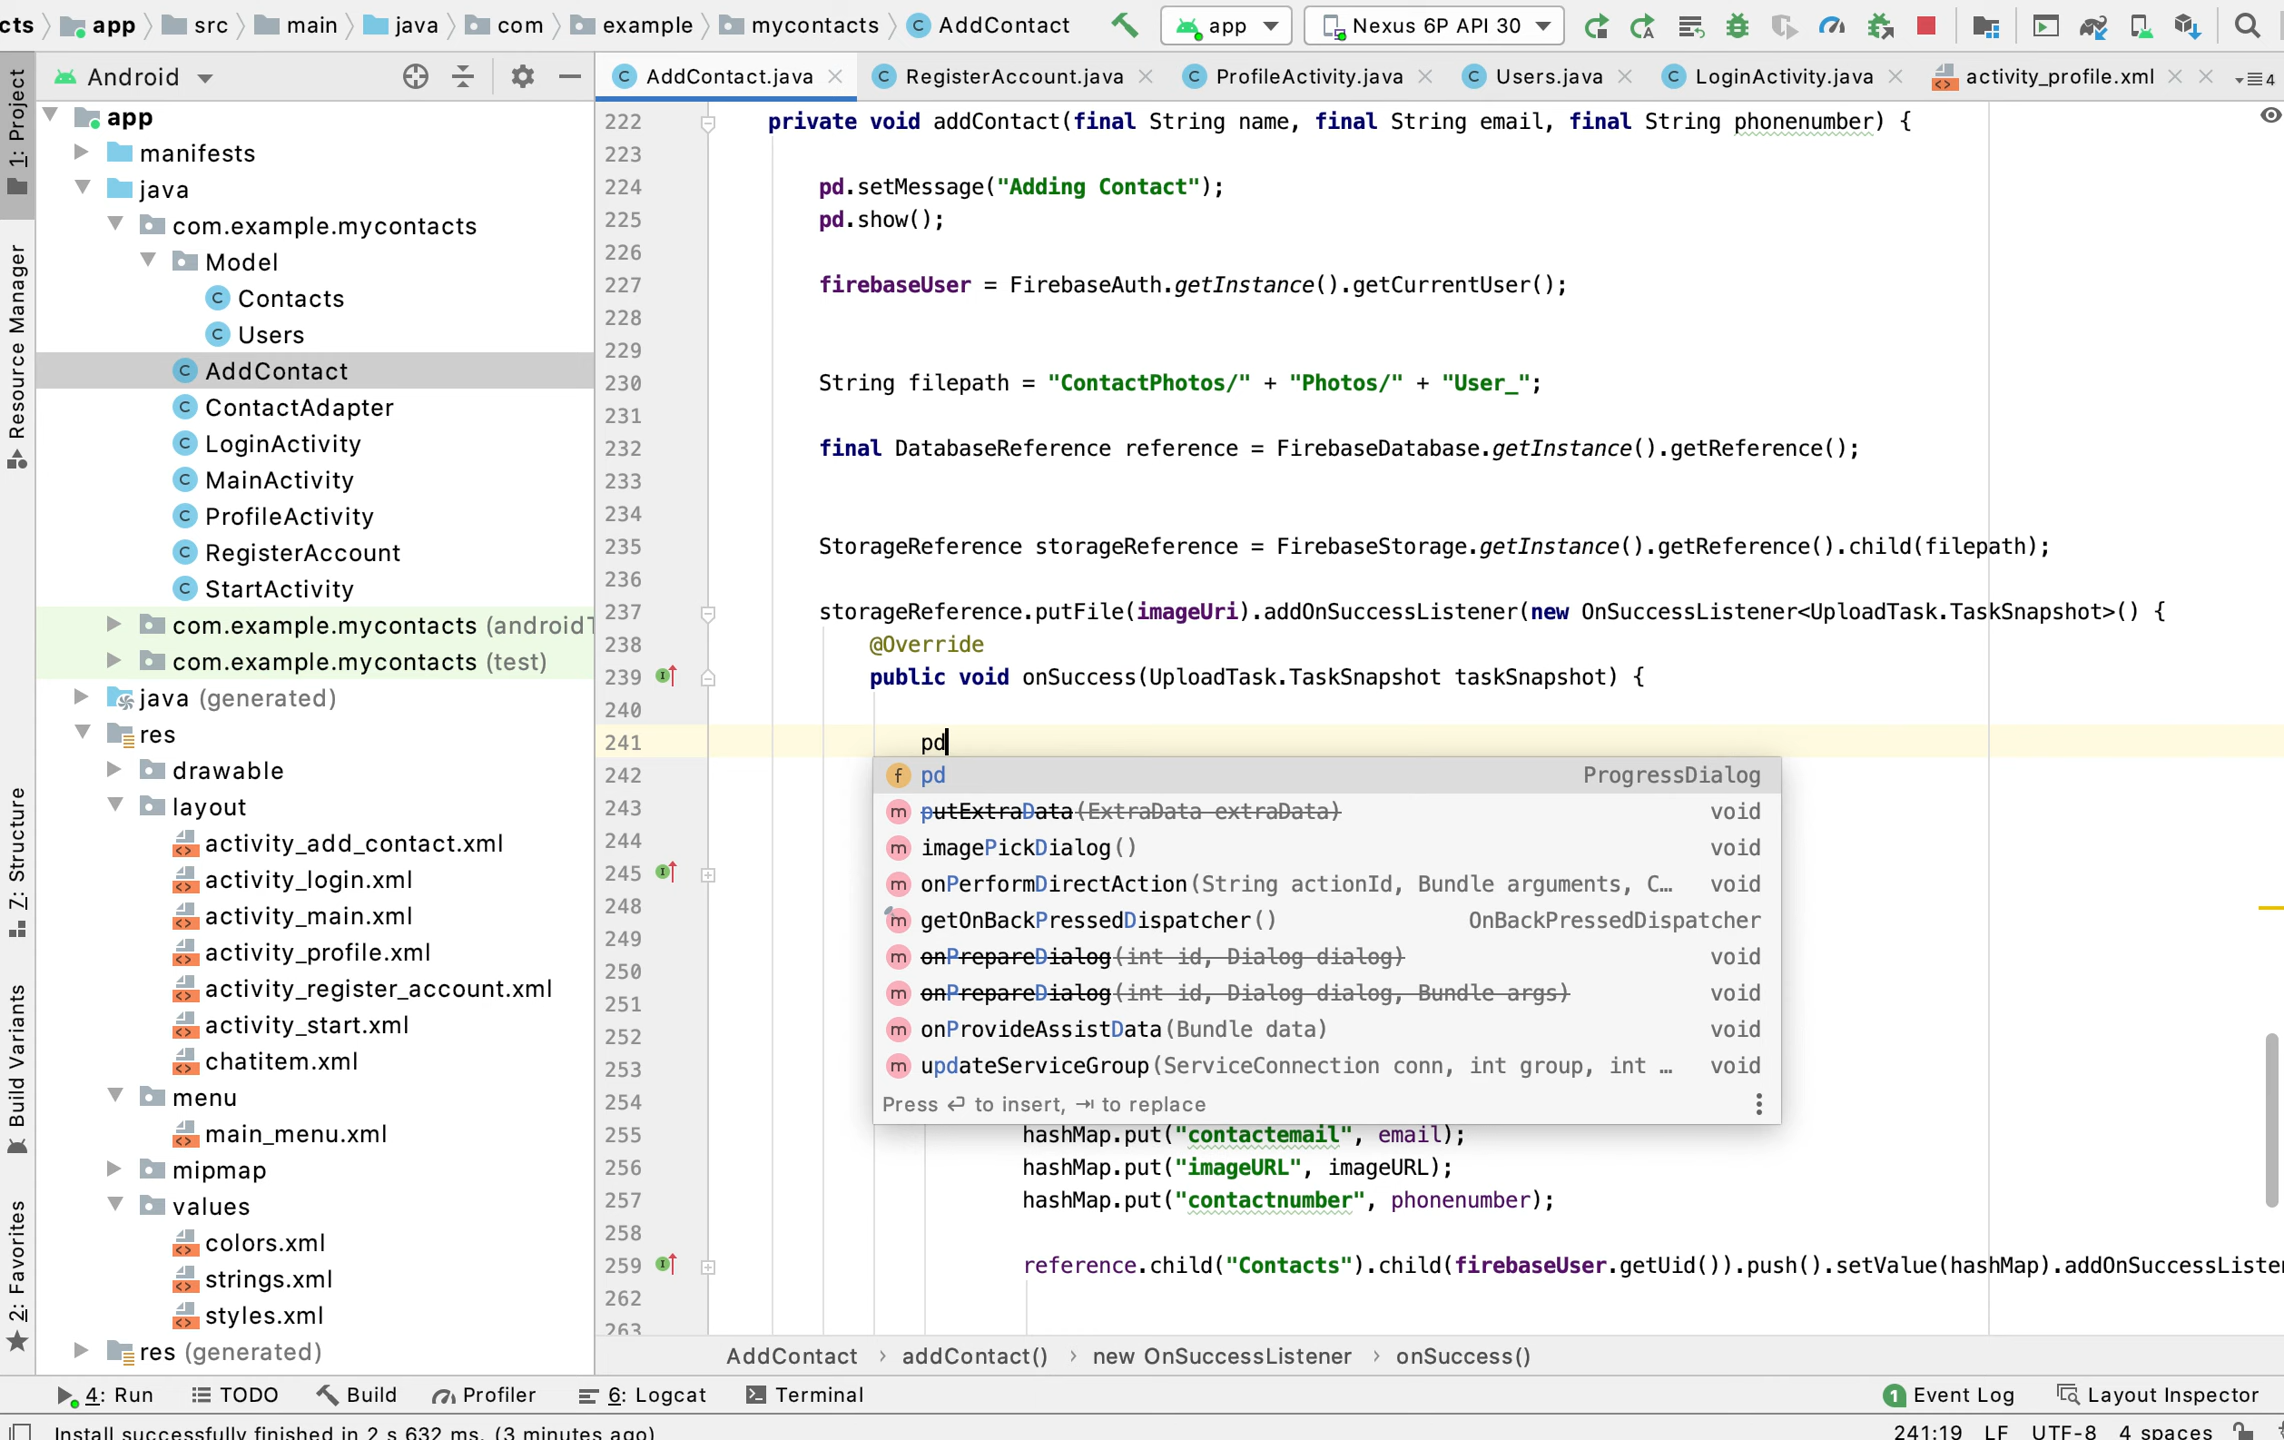 cts app src main java com example mycontacts AddContact app Nexus 6P API 30
Android
AddContact.java RegisterAccount.java ProfileActivity.java Users.java LoginActivity.java activity_profile.xml 4
1: Project
Resource Manager
7: Structure
Build Variants
2: Favorites
app
manifests
java
com.example.mycontacts
Model
Contacts
Users
AddContact
ContactAdapter
LoginActivity
MainActivity
ProfileActivity
RegisterAccount
StartActivity
com.example.mycontacts (androidT
com.example.mycontacts (test)
java (generated)
res
drawable
layout
activity_add_contact.xml
activity_login.xml
activity_main.xml
activity_profile.xml
activity_register_account.xml
activity_start.xml
chatitem.xml
menu
main_menu.xml
mipmap
values
colors.xml
strings.xml
styles.xml
res (generated)
222 private void addContact(final String name, final String email, final String phonenumber) {
223
224 pd.setMessage("Adding Contact");
225 pd.show();
226
227 firebaseUser = FirebaseAuth.getInstance().getCurrentUser();
228
229
230 String filepath = "ContactPhotos/" + "Photos/" + "User_";
231
232 final DatabaseReference reference = FirebaseDatabase.getInstance().getReference();
233
234
235 StorageReference storageReference = FirebaseStorage.getInstance().getReference().child(filepath);
236
237 storageReference.putFile(imageUri).addOnSuccessListener(new OnSuccessListener<UploadTask.TaskSnapshot>() {
238 @Override
239 public void onSuccess(UploadTask.TaskSnapshot taskSnapshot) {
240
241 pd
242
243
244
245
248
249
250
251
252
253
254
pd ProgressDialog
putExtraData(ExtraData extraData) void
imagePickDialog() void
onPerformDirectAction(String actionId, Bundle arguments, C… void
getOnBackPressedDispatcher() OnBackPressedDispatcher
onPrepareDialog(int id, Dialog dialog) void
onPrepareDialog(int id, Dialog dialog, Bundle args) void
onProvideAssistData(Bundle data) void
updateServiceGroup(ServiceConnection conn, int group, int … void
Press ↩ to insert, ⇥ to replace
255 hashMap.put("contactemail", email);
256 hashMap.put("imageURL", imageURL);
257 hashMap.put("contactnumber", phonenumber);
258
259 reference.child("Contacts").child(firebaseUser.getUid()).push().setValue(hashMap).addOnSuccessListe
262
263
AddContact › addContact() › new OnSuccessListener › onSuccess()
4: Run TODO Build Profiler 6: Logcat Terminal 1 Event Log Layout Inspector
Install successfully finished in 2 s 632 ms. (3 minutes ago) 241:19 LF UTF-8 4 spaces